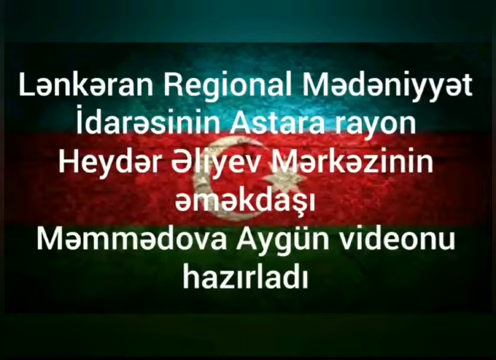 Lənkəran Regional Mədəniyyət
İdarəsinin Astara rayon
Heydər Əliyev Mərkəzinin
əməkdaşı
Məmmədova Aygün videonu
hazırladı